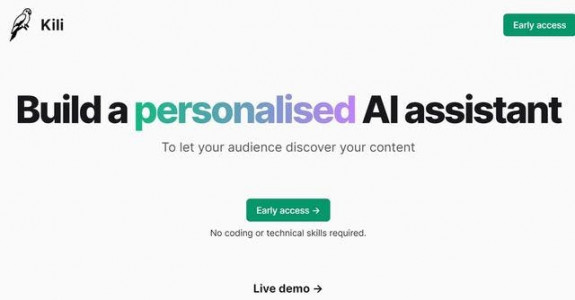 Kili
Early access
Build a personalised AI assistant
To let your audience discover your content
Early access →
No coding or technical skills required.
Live demo →